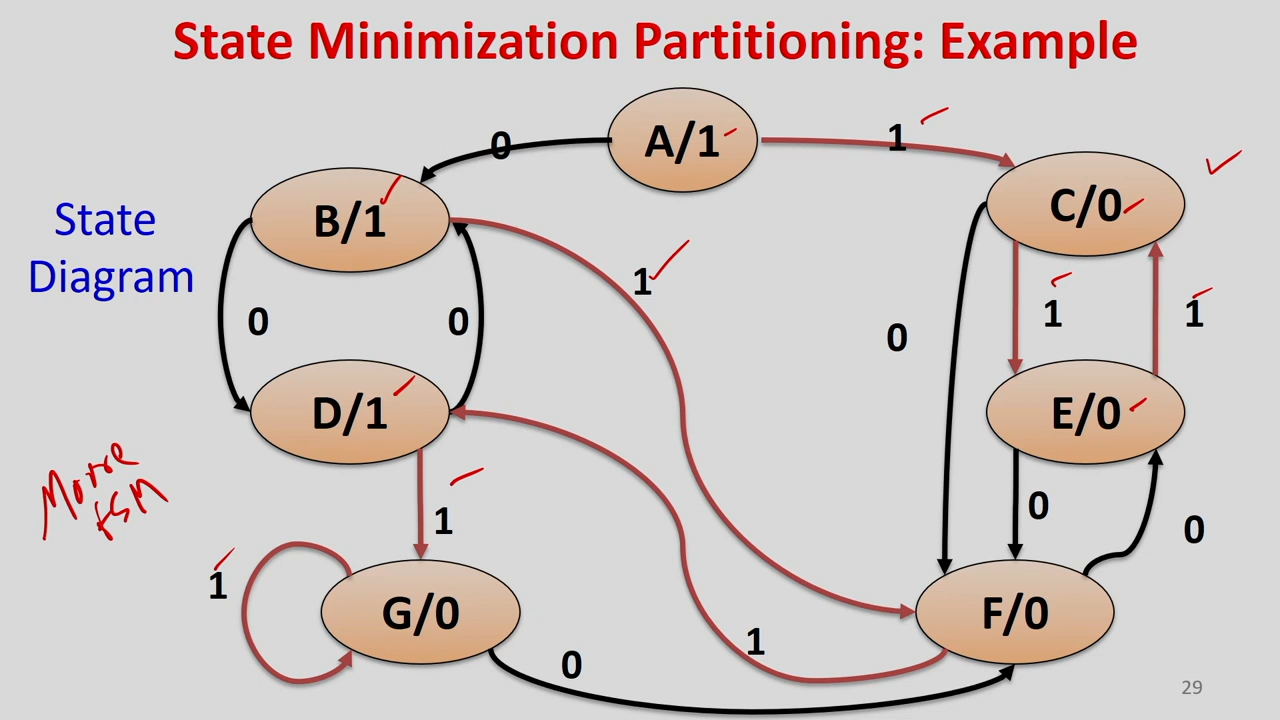 State Minimization Partitioning: Example
A/1
0
1
B/1
C/0
State
Diagram
1
0
0
0
1
1
D/1
E/0
Moore
FSM
1
0
0
1
G/0
F/0
0
1
29